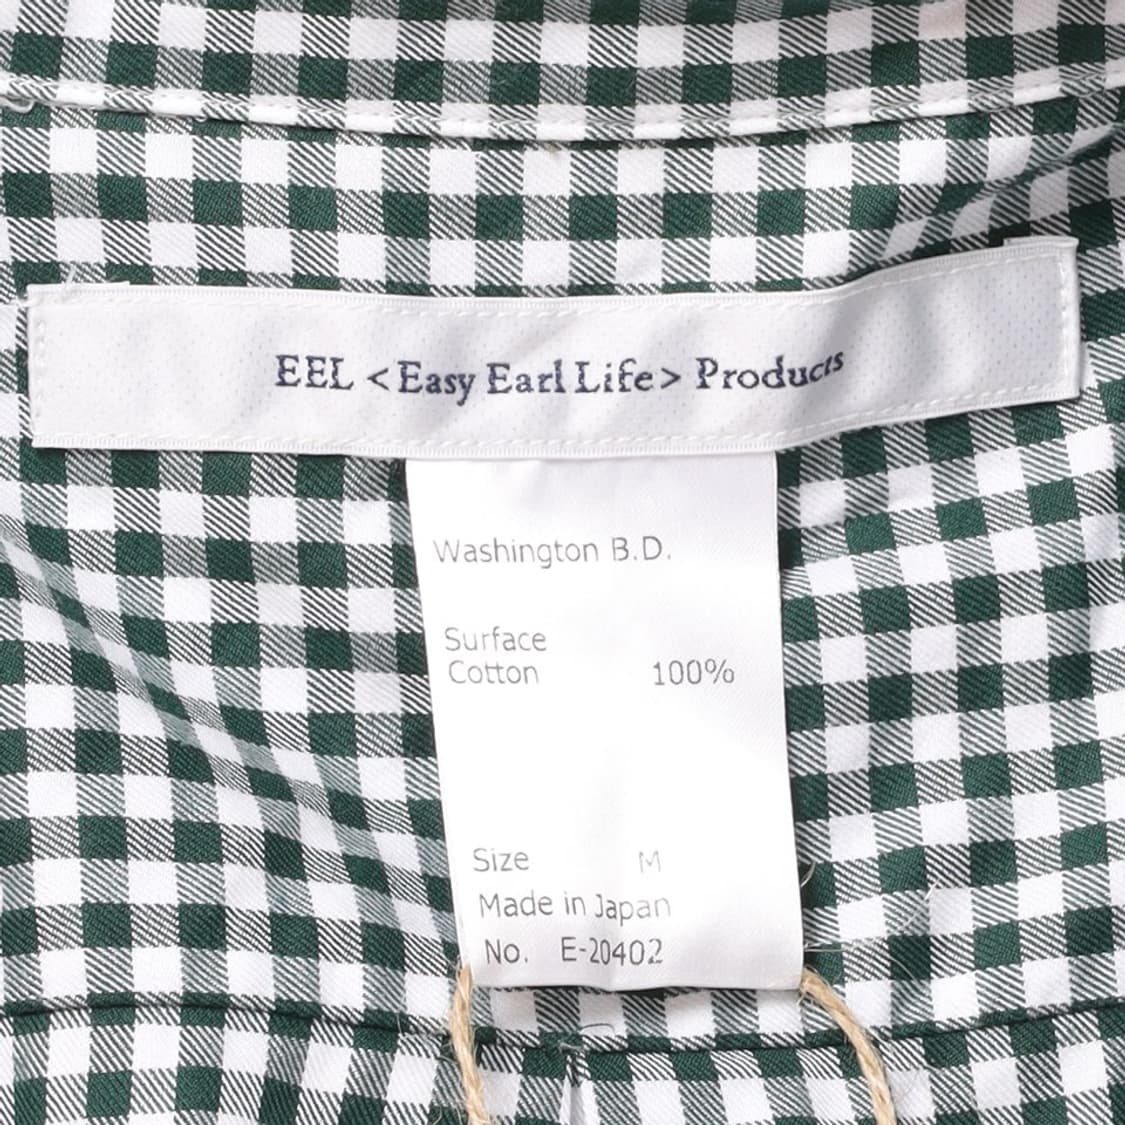 EEL <Easy Earl Life> Products
Washington B.D.
Surface
Cotton 100%
Size M
Made in Japan
No. E-20402